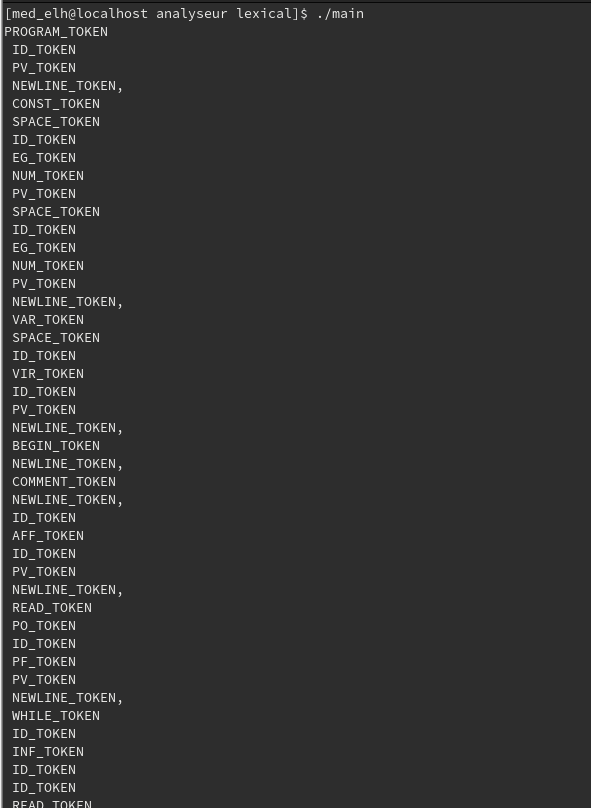 [med_elh@localhost analyseur lexical]$ ./main
PROGRAM_TOKEN
ID_TOKEN
PV_TOKEN
NEWLINE_TOKEN,
CONST_TOKEN
SPACE_TOKEN
ID_TOKEN
EG_TOKEN
NUM_TOKEN
PV_TOKEN
SPACE_TOKEN
ID_TOKEN
EG_TOKEN
NUM_TOKEN
PV_TOKEN
NEWLINE_TOKEN,
VAR_TOKEN
SPACE_TOKEN
ID_TOKEN
VIR_TOKEN
ID_TOKEN
PV_TOKEN
NEWLINE_TOKEN,
BEGIN_TOKEN
NEWLINE_TOKEN,
COMMENT_TOKEN
NEWLINE_TOKEN,
ID_TOKEN
AFF_TOKEN
ID_TOKEN
PV_TOKEN
NEWLINE_TOKEN,
READ_TOKEN
PO_TOKEN
ID_TOKEN
PF_TOKEN
PV_TOKEN
NEWLINE_TOKEN,
WHILE_TOKEN
ID_TOKEN
INF_TOKEN
ID_TOKEN
ID_TOKEN
READ_TOKEN